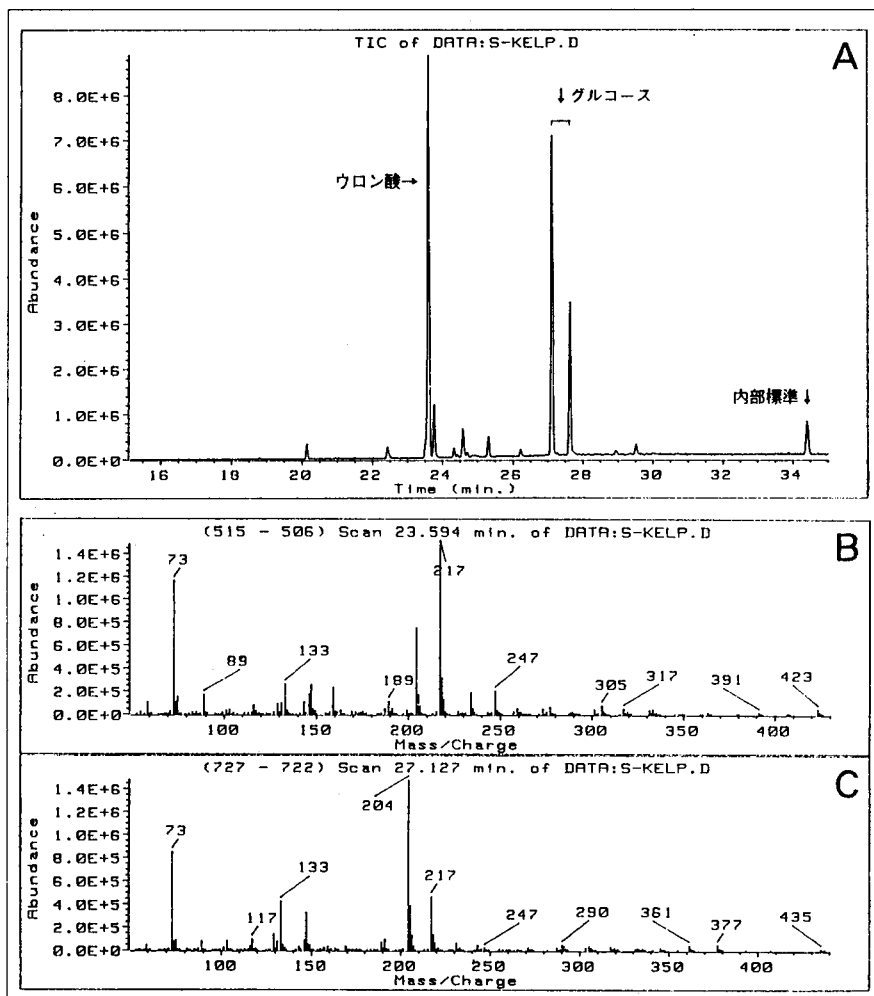 TIC of DATA:S-KELP.D
A
8.0E+6
7.0E+6
6.0E+6
5.0E+6
4.0E+6
3.0E+6
2.0E+6
1.0E+6
0.0E+0
Abundance
↓グルコース
ウロン酸→
内部標準↓
16 18 20 22 24 26 28 30 32 34
Time (min.)
(515 - 506) Scan 23.594 min. of DATA:S-KELP.D
B
1.4E+6
1.2E+6
1.0E+6
8.0E+5
6.0E+5
4.0E+5
2.0E+5
0.0E+0
Abundance
73
217
89
133
189
247
305
317
391
423
100 150 200 250 300 350 400
Mass/Charge
(727 - 722) Scan 27.127 min. of DATA:S-KELP.D
C
1.4E+6
1.2E+6
1.0E+6
8.0E+5
6.0E+5
4.0E+5
2.0E+5
0.0E+0
Abundance
204
73
133
217
117
247
290
361
377
435
100 150 200 250 300 350 400
Mass/Charge